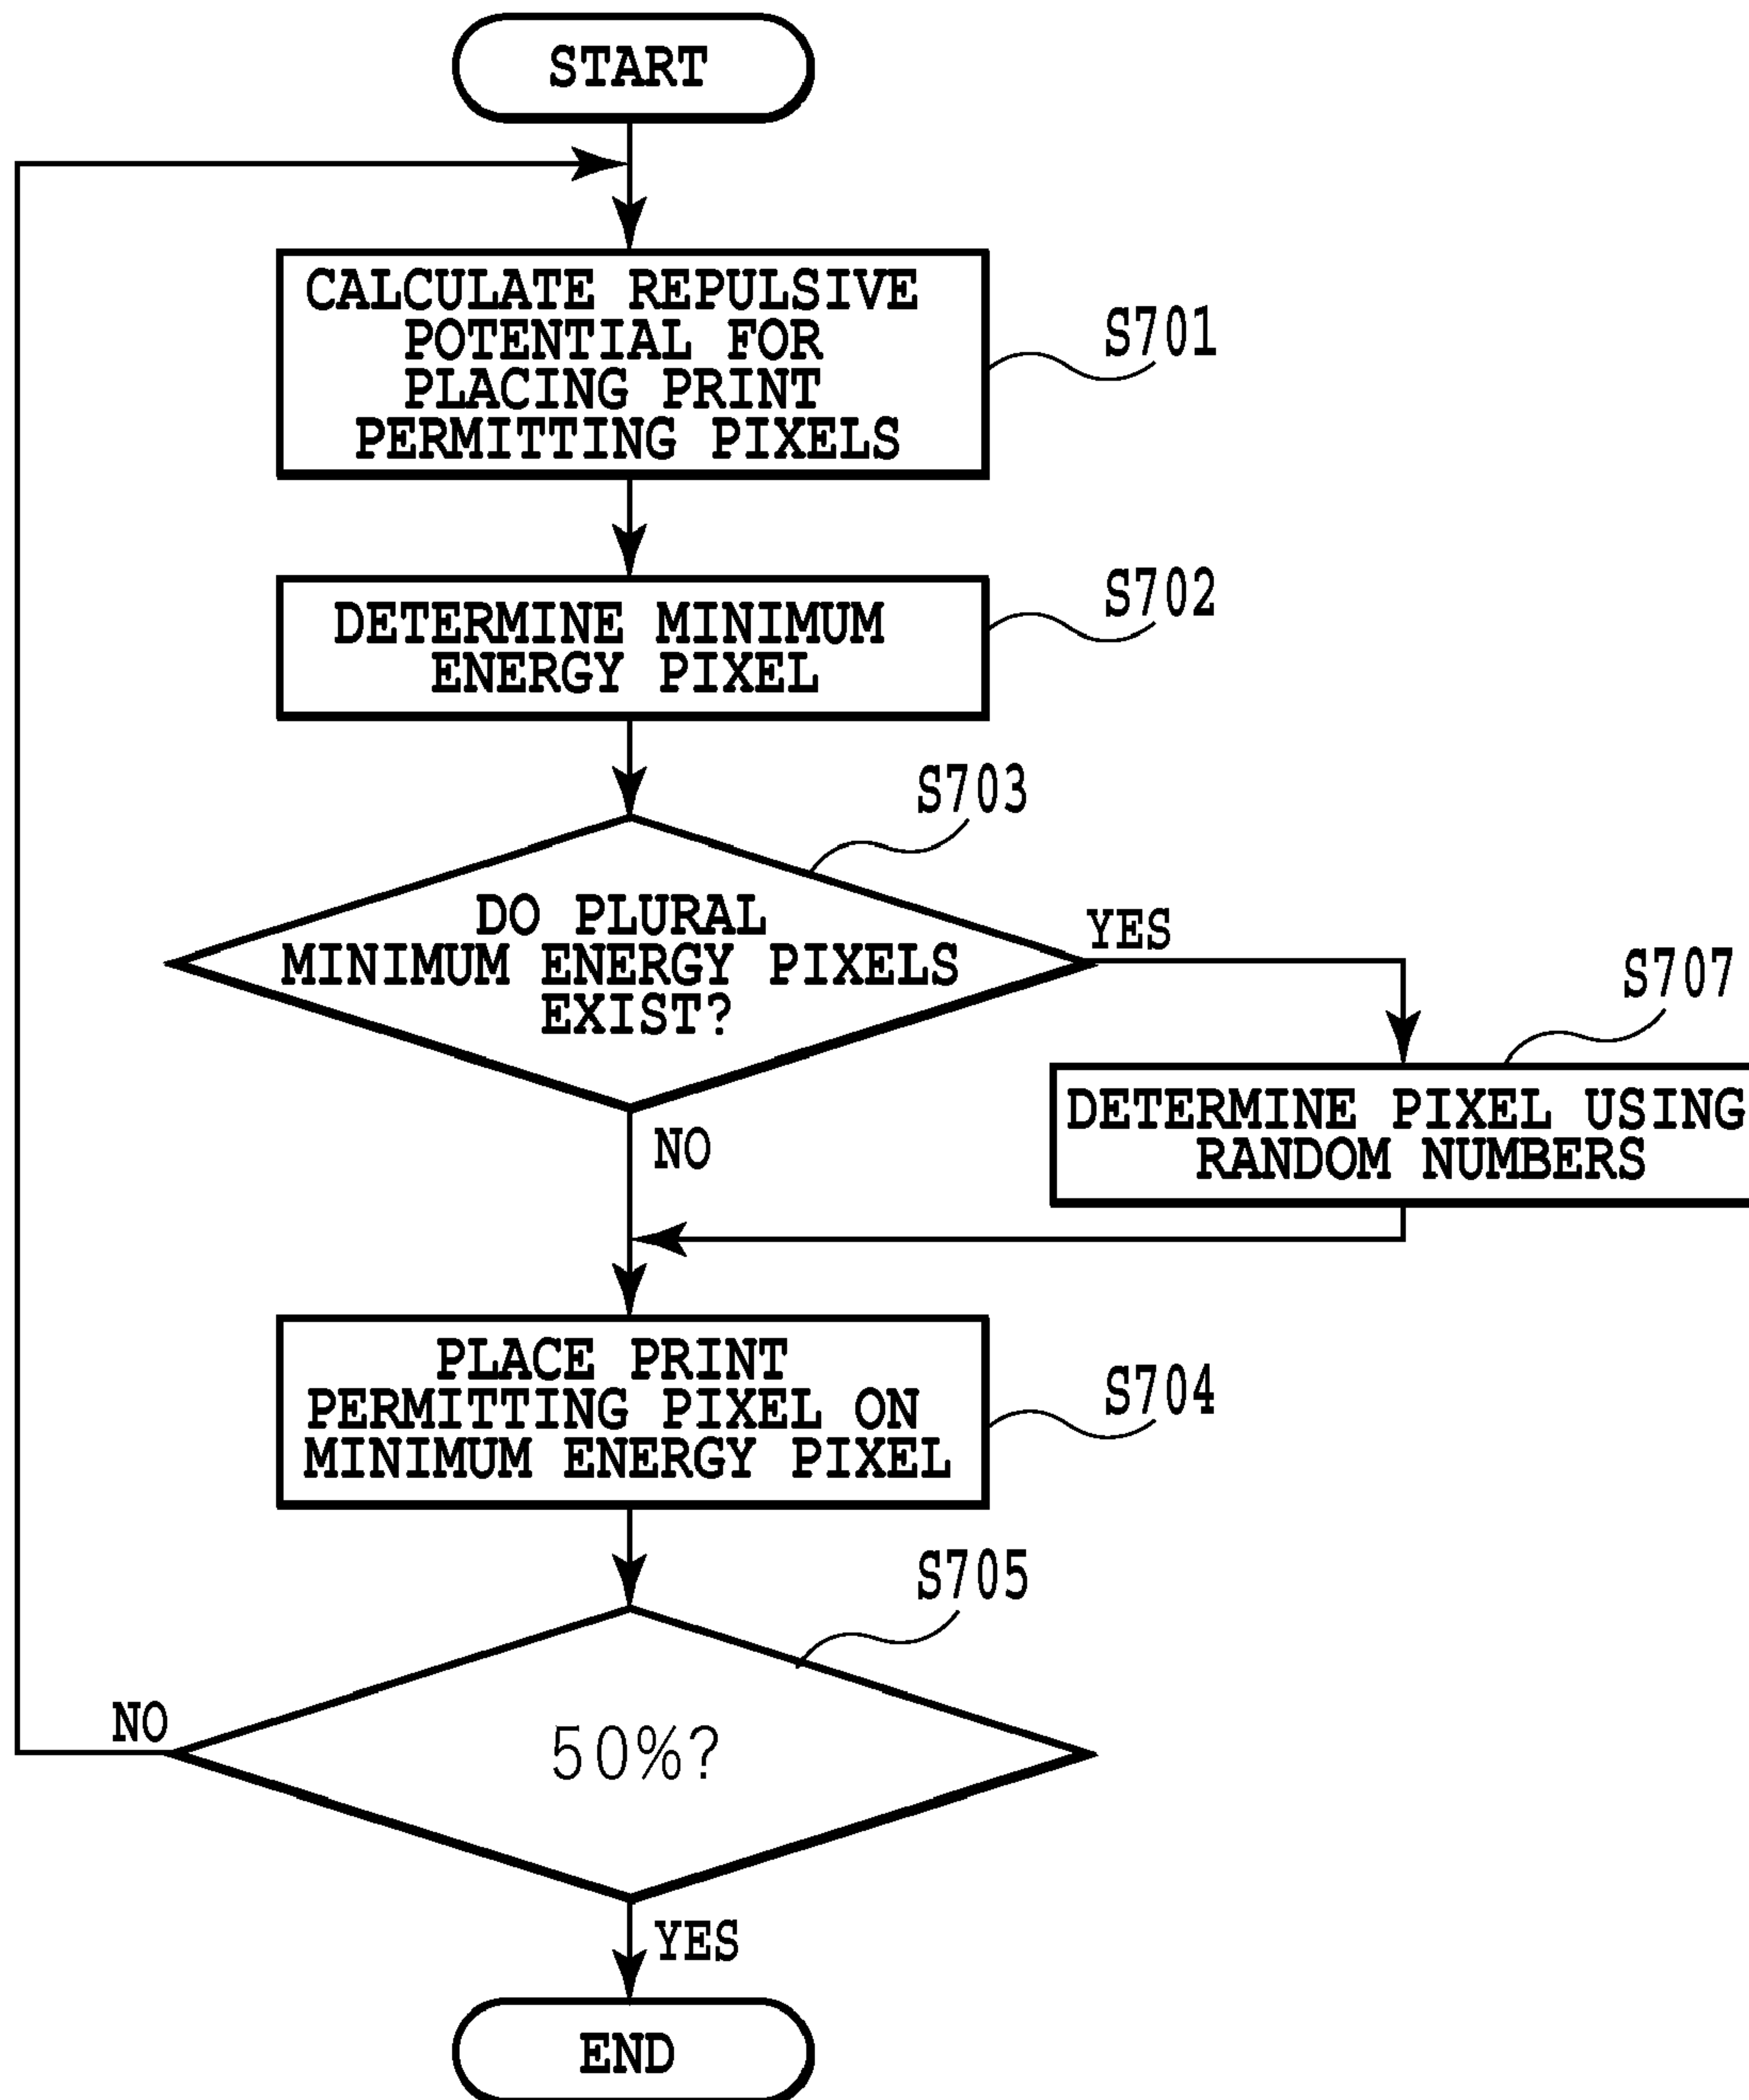 START
CALCULATE REPULSIVE
POTENTIAL FOR
PLACING PRINT
PERMITTING PIXELS
S701
DETERMINE MINIMUM
ENERGY PIXEL
S702
S703
DO PLURAL
MINIMUM ENERGY PIXELS
EXIST?
YES
S707
DETERMINE PIXEL USING
RANDOM NUMBERS
NO
PLACE PRINT
PERMITTING PIXEL ON
MINIMUM ENERGY PIXEL
S704
S705
NO
50%?
YES
END